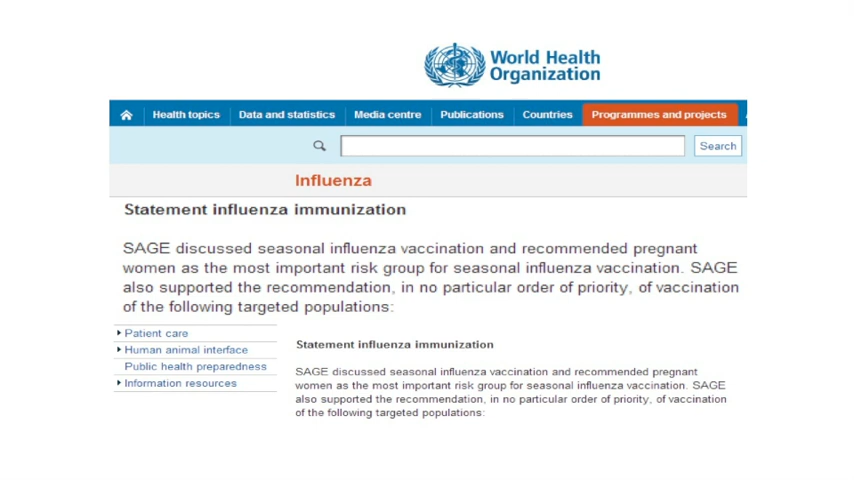 World Health
Organization
Health topics
Data and statistics
Media centre
Publications
Countries
Programmes and projects
Search
Influenza
Statement influenza immunization
SAGE discussed seasonal influenza vaccination and recommended pregnant
women as the most important risk group for seasonal influenza vaccination. SAGE
also supported the recommendation, in no particular order of priority, of vaccination
of the following targeted populations:
Patient care
Human animal interface
Public health preparedness
Information resources
Statement influenza immunization
SAGE discussed seasonal influenza vaccination and recommended pregnant
women as the most important risk group for seasonal influenza vaccination. SAGE
also supported the recommendation, in no particular order of priority, of vaccination
of the following targeted populations: